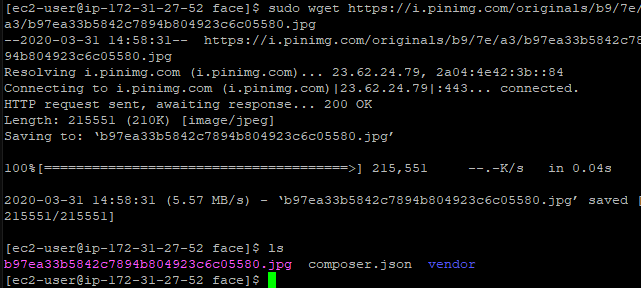 [ec2-user@ip-172-31-27-52 face]$ sudo wget https://i.pinimg.com/originals/b9/7e/
a3/b97ea33b5842c7894b804923c6c05580.jpg
--2020-03-31 14:58:31--  https://i.pinimg.com/originals/b9/7e/a3/b97ea33b5842c78
94b804923c6c05580.jpg
Resolving i.pinimg.com (i.pinimg.com)... 23.62.24.79, 2a04:4e42:3b::84
Connecting to i.pinimg.com (i.pinimg.com)|23.62.24.79|:443... connected.
HTTP request sent, awaiting response... 200 OK
Length: 215551 (210K) [image/jpeg]
Saving to: ‘b97ea33b5842c7894b804923c6c05580.jpg’
100%[======================================>] 215,551     --.-K/s   in 0.04s
2020-03-31 14:58:31 (5.57 MB/s) - ‘b97ea33b5842c7894b804923c6c05580.jpg’ saved [
215551/215551]
[ec2-user@ip-172-31-27-52 face]$ ls
b97ea33b5842c7894b804923c6c05580.jpg  composer.json  vendor
[ec2-user@ip-172-31-27-52 face]$